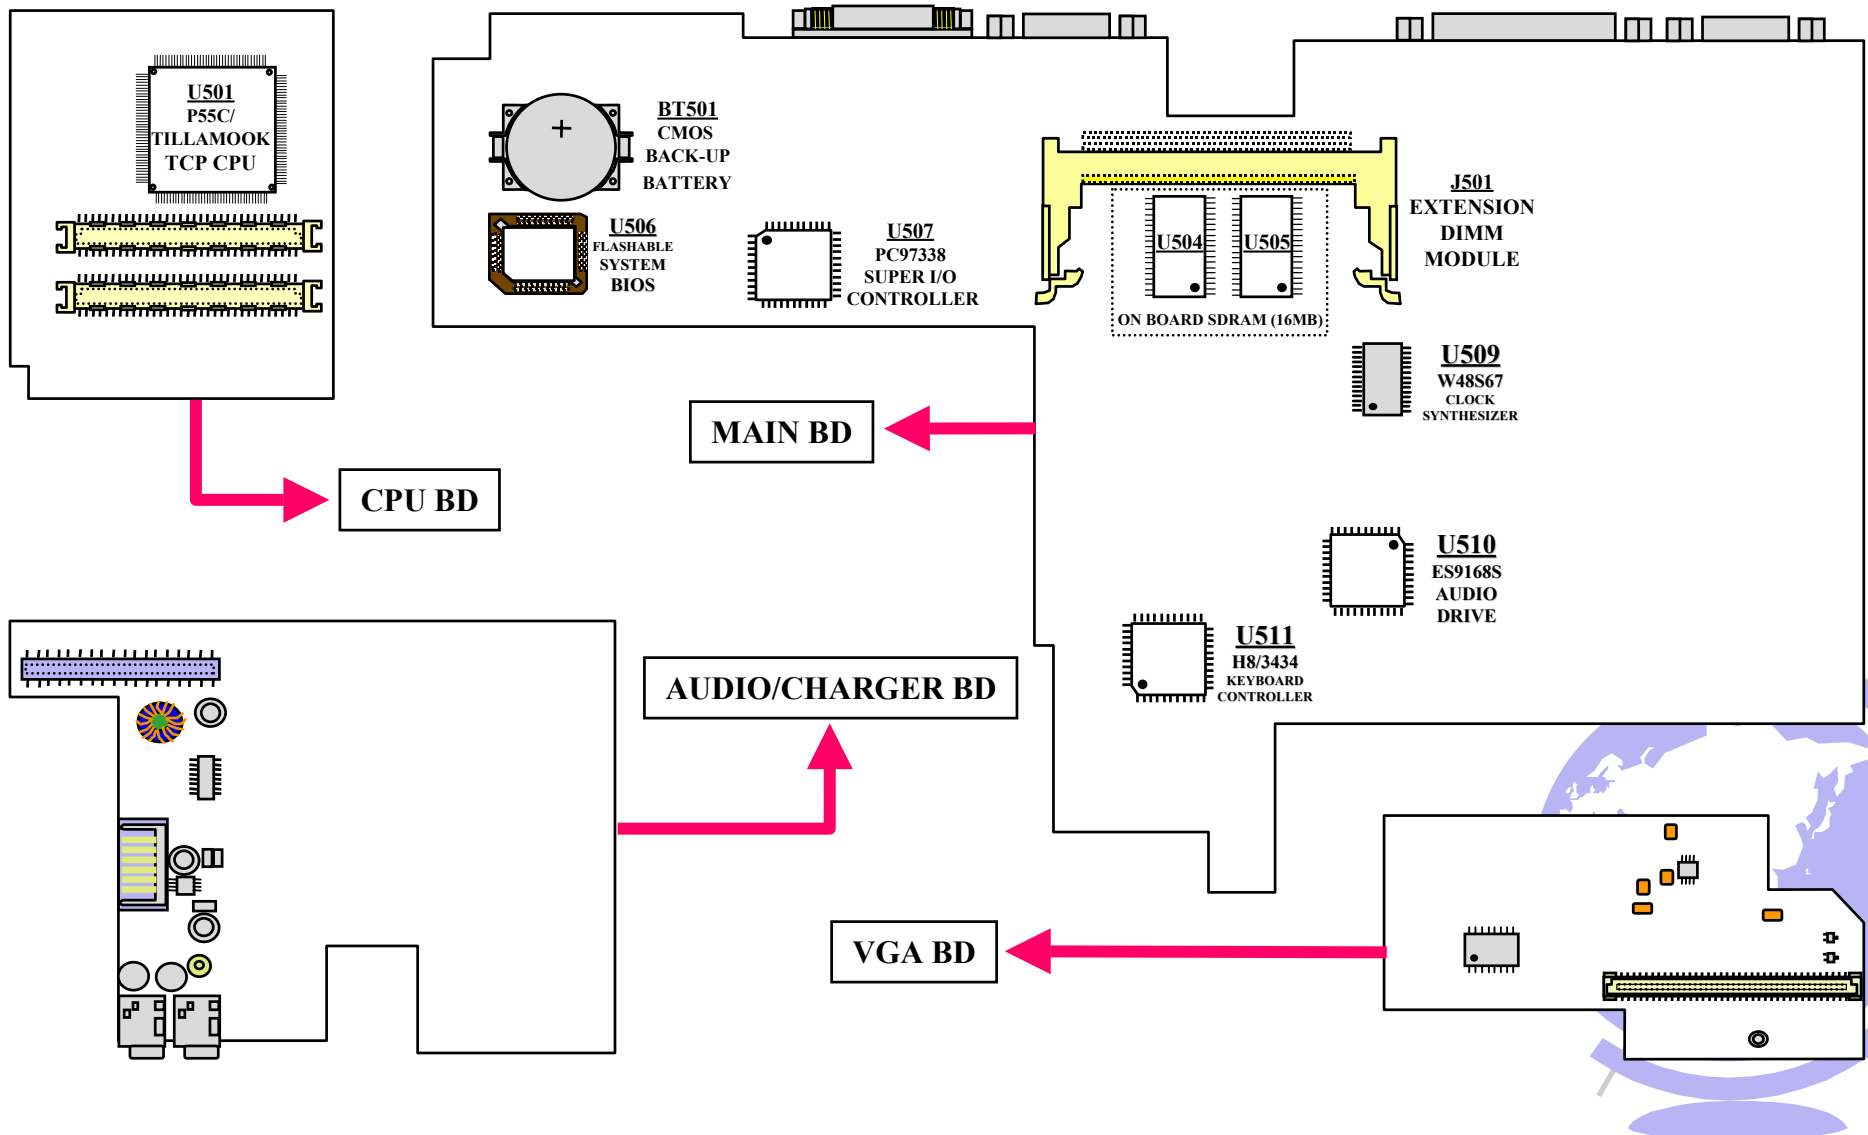 U501
P55C/
TILLAMOOK
TCP CPU
BT501
CMOS
BACK-UP
BATTERY
U506
FLASHABLE
SYSTEM
BIOS
U507
PC97338
SUPER I/O
CONTROLLER
U504
U505
ON BOARD SDRAM (16MB)
J501
EXTENSION
DIMM
MODULE
U509
W48S67
CLOCK
SYNTHESIZER
MAIN BD
CPU BD
U510
ES9168S
AUDIO
DRIVE
U511
H8/3434
KEYBOARD
CONTROLLER
AUDIO/CHARGER BD
VGA BD